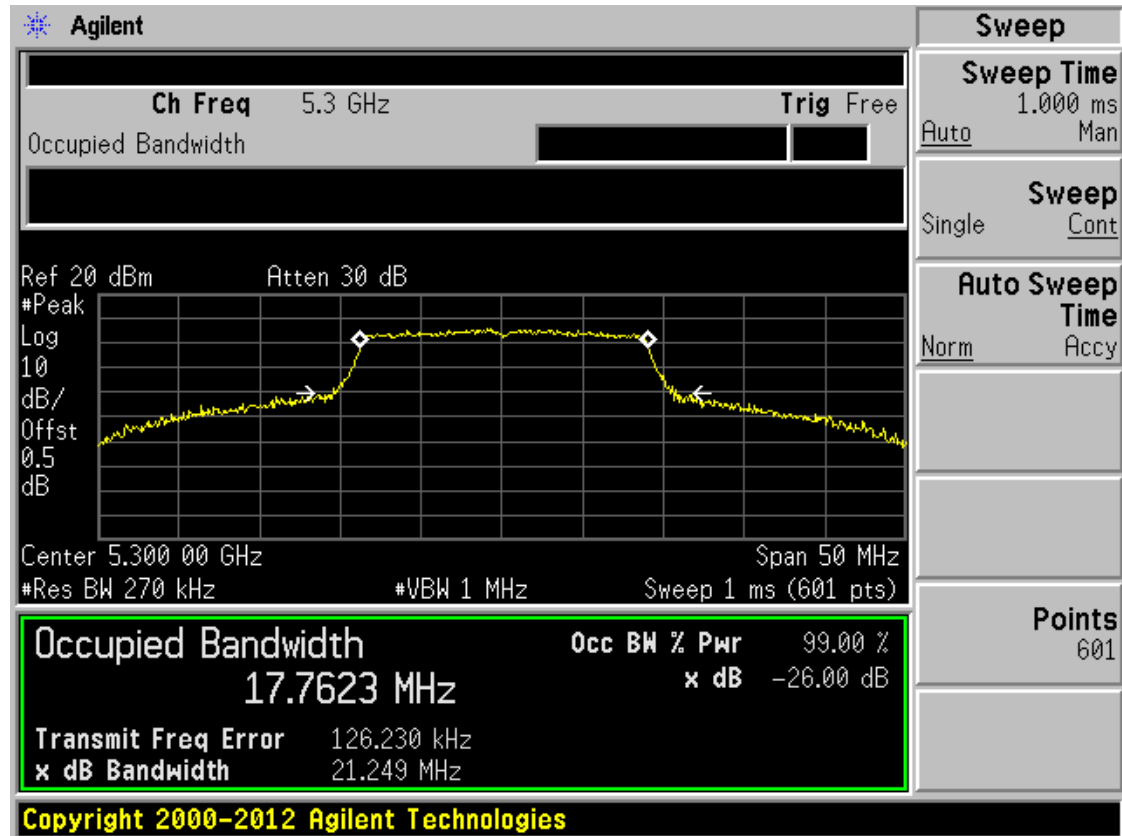 Agilent
Ch Freq 5.3 GHz Trig Free
Occupied Bandwidth
Ref 20 dBm Atten 30 dB
#Peak
Log
10
dB/
Offst
0.5
dB
Center 5.300 00 GHz Span 50 MHz
#Res BW 270 kHz #VBW 1 MHz Sweep 1 ms (601 pts)
Occupied Bandwidth
17.7623 MHz
Occ BW % Pwr 99.00 %
x dB -26.00 dB
Transmit Freq Error 126.230 kHz
x dB Bandwidth 21.249 MHz
Copyright 2000-2012 Agilent Technologies
Sweep
Sweep Time
1.000 ms
Auto Man
Sweep
Single Cont
Auto Sweep
Time
Norm Accy
Points
601